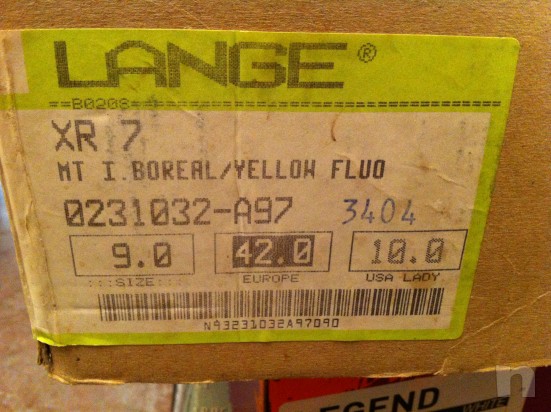 LANGE®
==B0208==
XR 7
MT I.BOREAL/YELLOW FLUO
0231032-A97 3404
9.0 42.0 10.0
:::SIZE::: EUROPE USA LADY
N93231032A97090
EGEND
WHITE
n